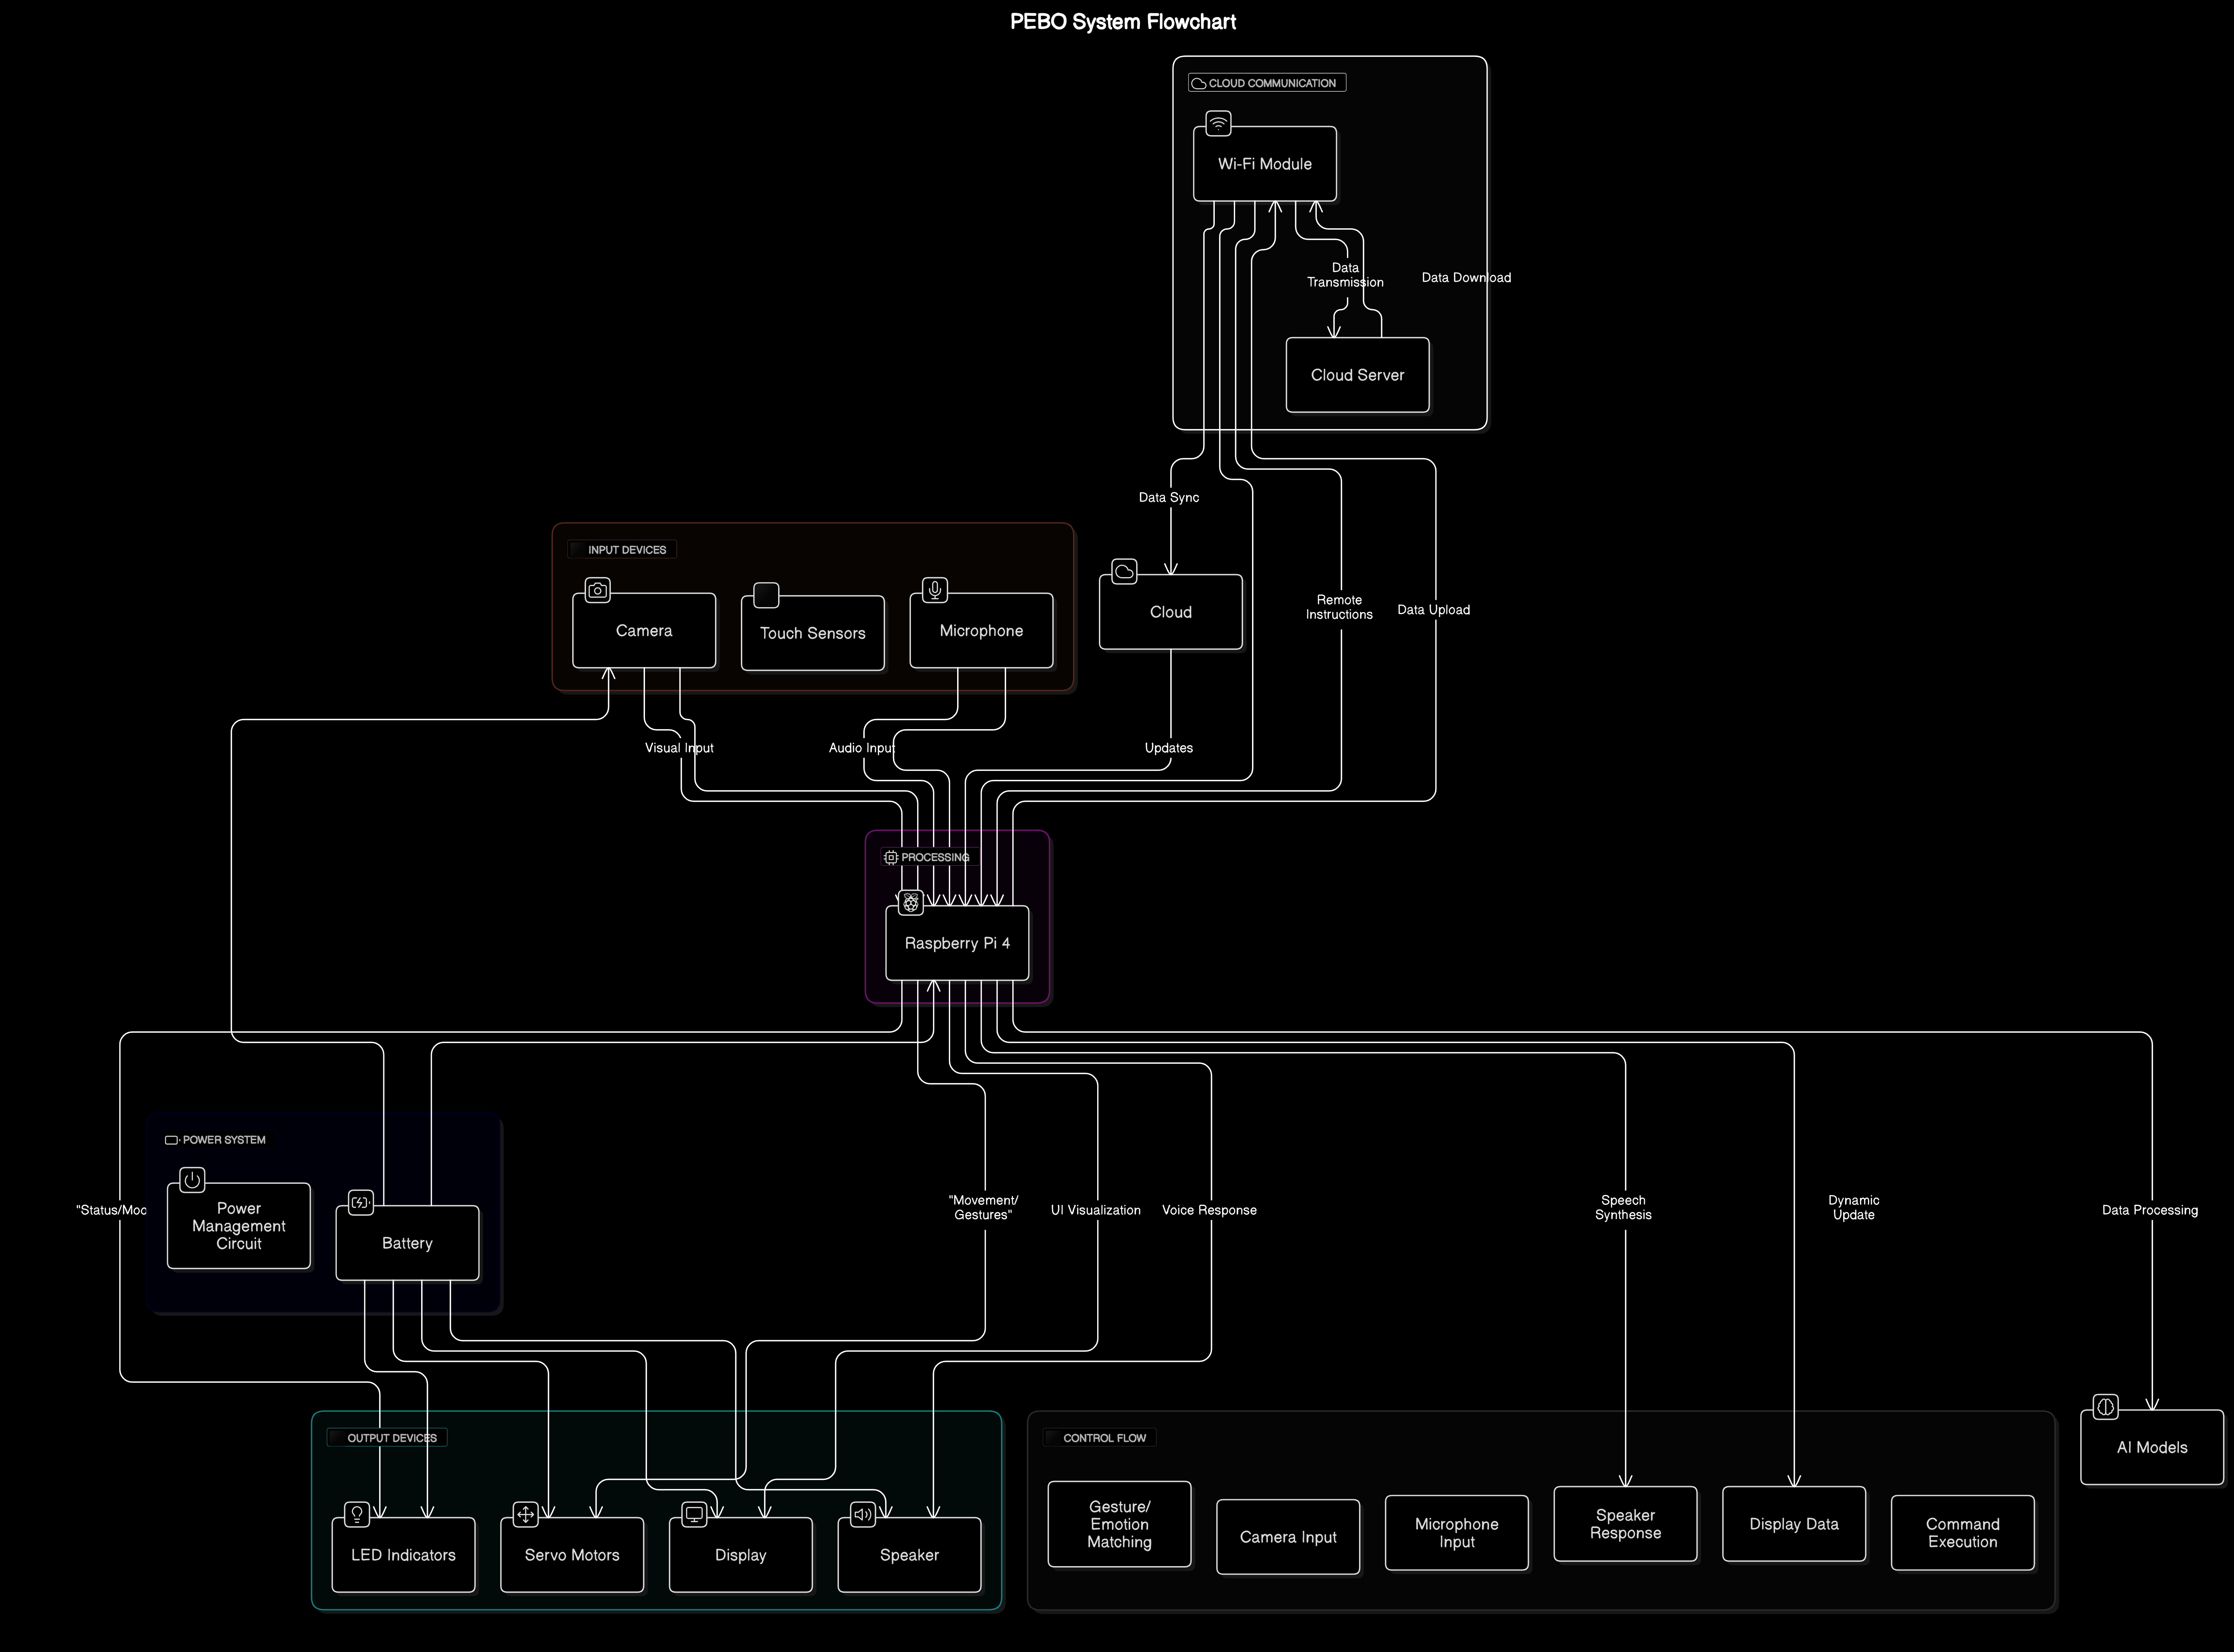 PEBO System Flowchart
CLOUD COMMUNICATION
Wi-Fi Module
Data
Transmission
Data Download
Cloud Server
Data Sync
INPUT DEVICES
Camera
Touch Sensors
Microphone
Cloud
Remote
Instructions
Data Upload
Visual Input
Audio Input
Updates
PROCESSING
Raspberry Pi 4
POWER SYSTEM
Power
Management
Circuit
Battery
"Status/Moo
"Movement/
Gestures"
UI Visualization
Voice Response
Speech
Synthesis
Dynamic
Update
Data Processing
OUTPUT DEVICES
LED Indicators
Servo Motors
Display
Speaker
CONTROL FLOW
Gesture/
Emotion
Matching
Camera Input
Microphone
Input
Speaker
Response
Display Data
Command
Execution
AI Models